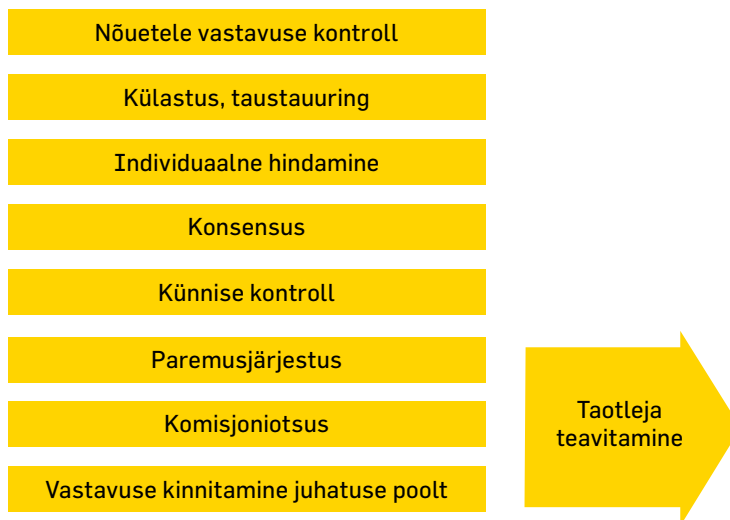 Nõuetele vastavuse kontroll
Külastus, taustauuring
Individuaalne hindamine
Konsensus
Künnise kontroll
Paremusjärjestus
Komisjoniotsus
Vastavuse kinnitamine juhatuse poolt
Taotleja
teavitamine